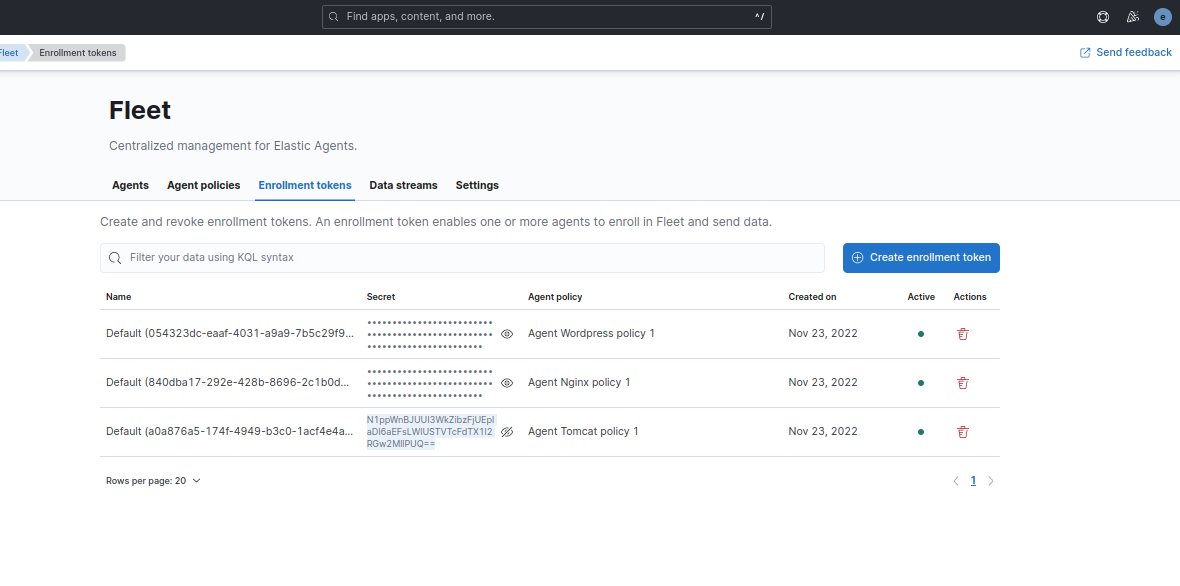 Find apps, content, and more.
^/
e
Fleet
Enrollment tokens
Send feedback
Fleet
Centralized management for Elastic Agents.
Agents
Agent policies
Enrollment tokens
Data streams
Settings
Create and revoke enrollment tokens. An enrollment token enables one or more agents to enroll in Fleet and send data.
Filter your data using KQL syntax
Create enrollment token
Name
Secret
Agent policy
Created on
Active
Actions
Default (054323dc-eaaf-4031-a9a9-7b5c29f9...
Agent Wordpress policy 1
Nov 23, 2022
Default (840dba17-292e-428b-8696-2c1b0d...
Agent Nginx policy 1
Nov 23, 2022
Default (a0a876a5-174f-4949-b3c0-1acf4e4a...
Agent Tomcat policy 1
Nov 23, 2022
Rows per page: 20
1